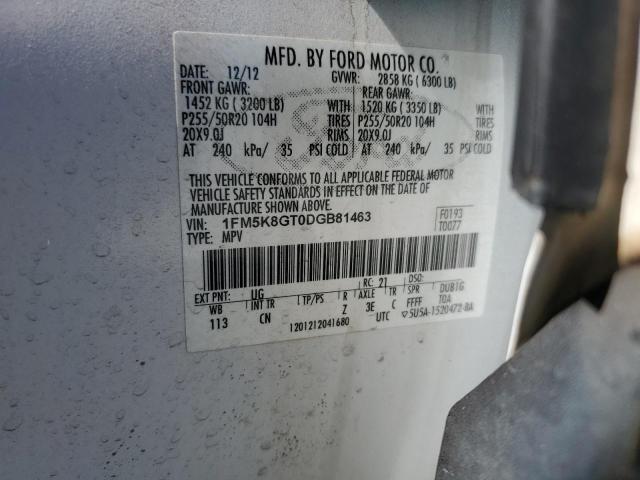 MFD. BY FORD MOTOR CO.
DATE: 12/12 GVWR: 2858 KG ( 6300 LB)
FRONT GAWR: REAR GAWR:
1452 KG ( 3200 LB) WITH 1520 KG ( 3350 LB) WITH
P255/50R20 104H TIRES P255/50R20 104H TIRES
20X9.0J RIMS 20X9.0J RIMS
AT 240 kPa/ 35 PSI COLD AT 240 kPa/ 35 PSI COLD
THIS VEHICLE CONFORMS TO ALL APPLICABLE FEDERAL MOTOR
VEHICLE SAFETY STANDARDS IN EFFECT ON THE DATE OF
MANUFACTURE SHOWN ABOVE.
VIN: 1FM5K8GT0DGB81463 F0193
TYPE: MPV T0077
EXT PNT: UG RC: 21 DSO:
WB INT TR TP/PS R AXLE TR SPR DUB1G
113 CN Z 3E C FFFF TOA
1201212041680 UTC 5U5A-1520472-BA
Ford